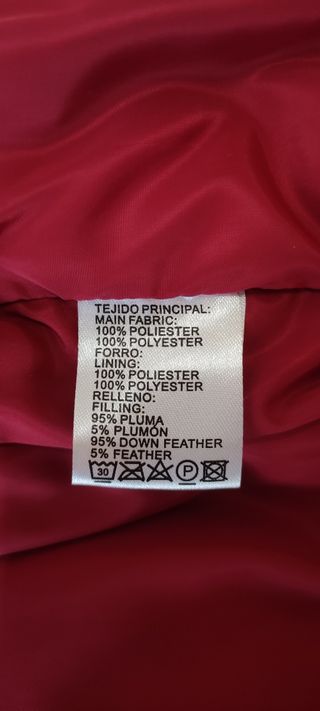 TEJIDO PRINCIPAL:
MAIN FABRIC:
100% POLIESTER
100% POLYESTER
FORRO:
LINING:
100% POLIESTER
100% POLYESTER
RELLENO:
FILLING:
95% PLUMA
5% PLUMÓN
95% DOWN FEATHER
5% FEATHER
30 P